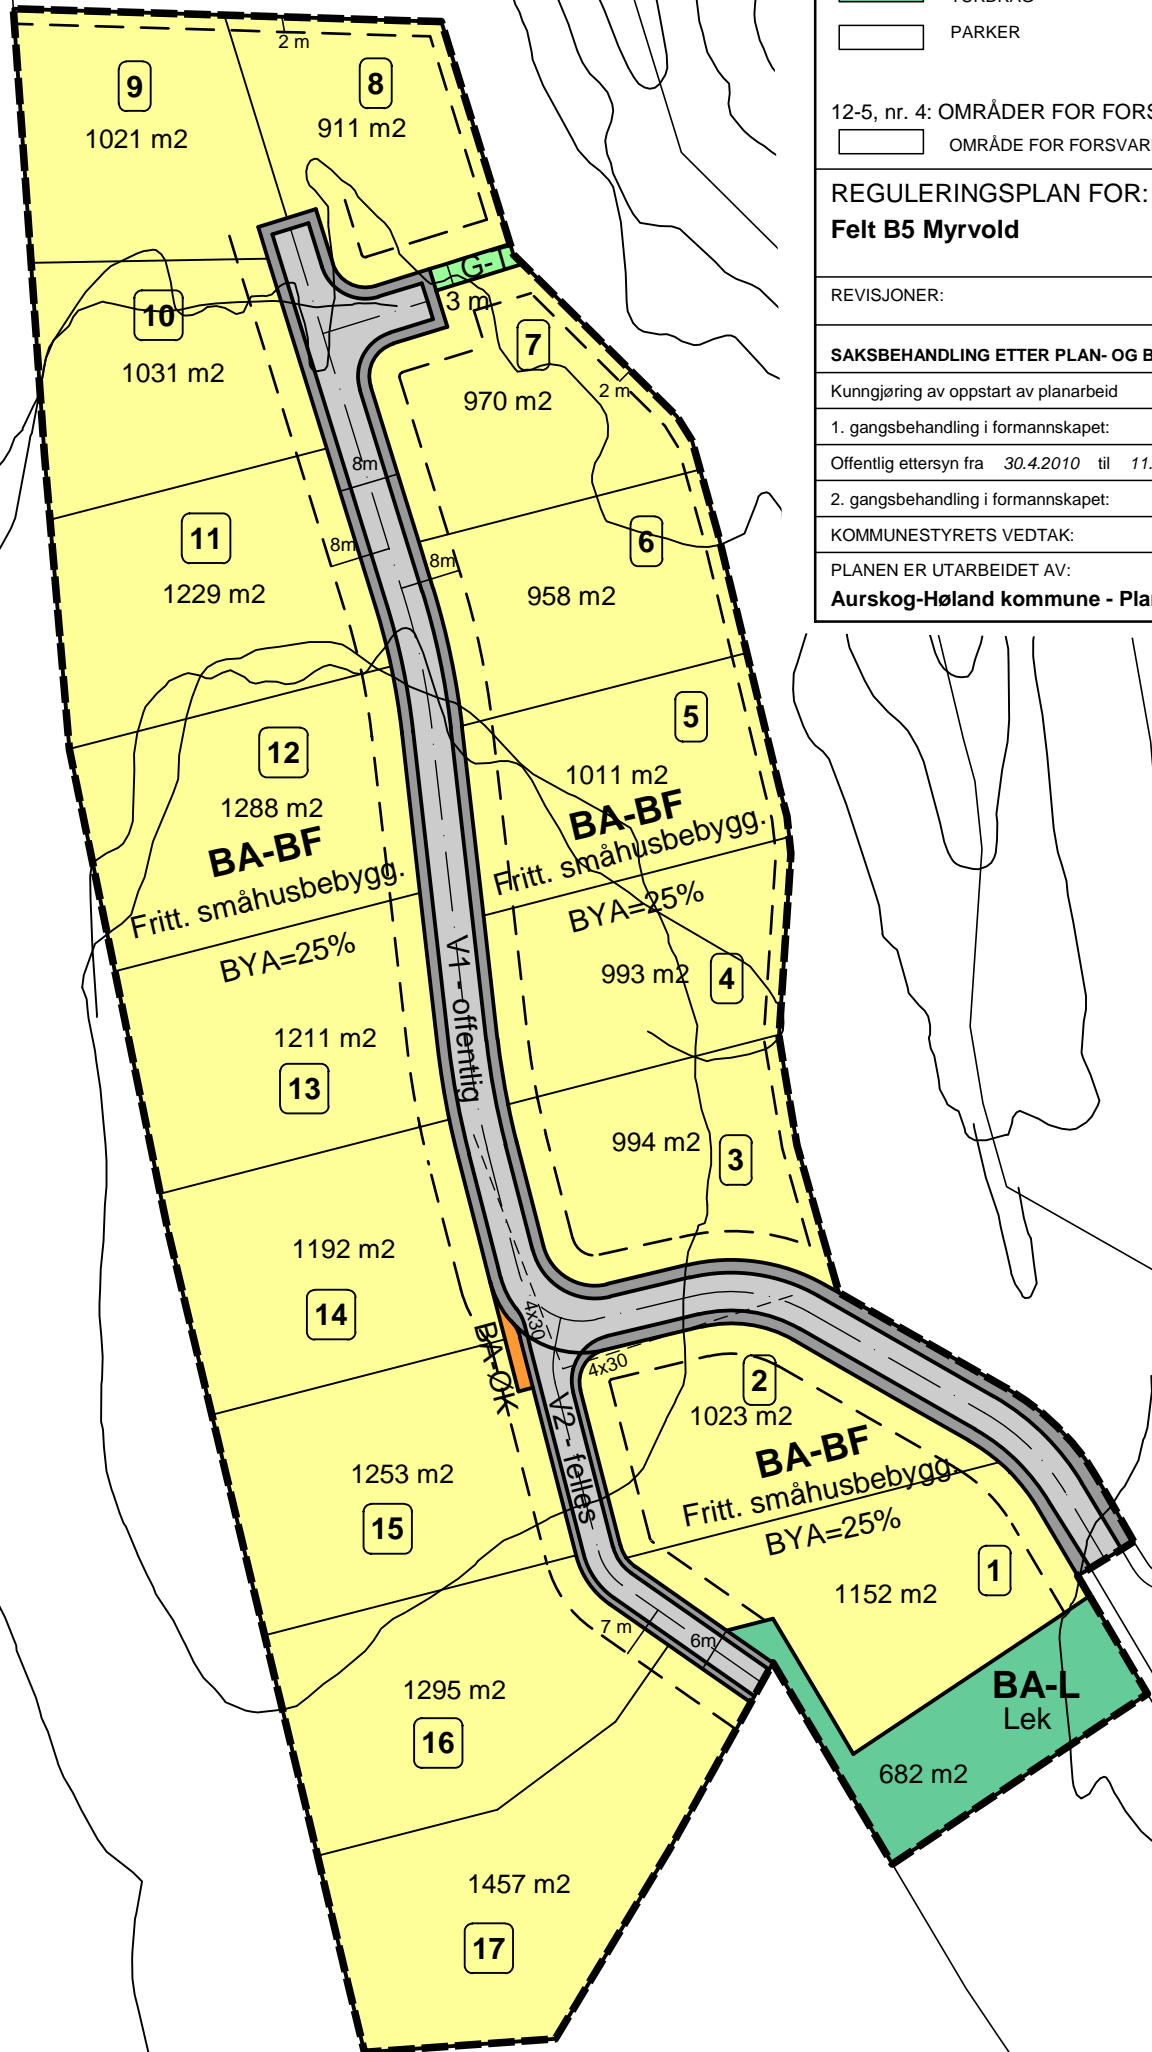 PARKER
12-5, nr. 4: OMRÅDER FOR FORS
OMRÅDE FOR FORSVAR
REGULERINGSPLAN FOR:
Felt B5 Myrvold
REVISJONER:
SAKSBEHANDLING ETTER PLAN- OG B
Kunngjøring av oppstart av planarbeid
1. gangsbehandling i formannskapet:
Offentlig ettersyn fra 30.4.2010 til 11.
2. gangsbehandling i formannskapet:
KOMMUNESTYRETS VEDTAK:
PLANEN ER UTARBEIDET AV:
Aurskog-Høland kommune - Pla
2 m
9
1021 m2
8
911 m2
G-T
3 m
10
1031 m2
7
970 m2
2 m
8m
11
1229 m2
8m
8m
6
958 m2
5
1011 m2
12
1288 m2
BA-BF
Fritt. småhusbebygg.
BYA=25%
BA-BF
Fritt. småhusbebygg.
BYA=25%
V1 - offentlig
993 m2
4
1211 m2
13
994 m2
3
1192 m2
14
4x30
4x30
BA-ØK
V2 - felles
2
1023 m2
BA-BF
Fritt. småhusbebygg.
BYA=25%
1253 m2
15
1
1152 m2
7 m
6m
1295 m2
16
BA-L
Lek
682 m2
1457 m2
17